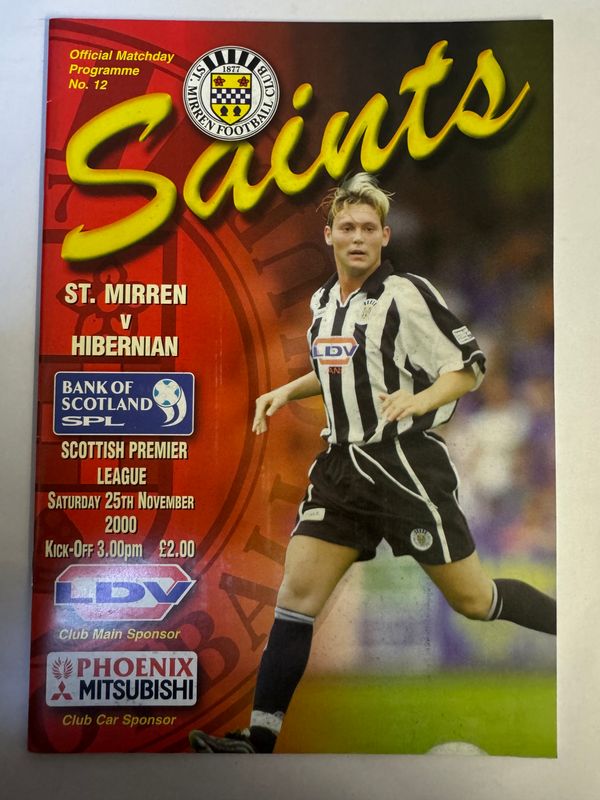 Official Matchday
Programme
No. 12
ST. MIRREN FOOTBALL CLUB
1877
Saints
ST. MIRREN
V
HIBERNIAN
BANK OF
SCOTLAND
SPL
SCOTTISH PREMIER
LEAGUE
SATURDAY 25TH NOVEMBER
2000
KICK-OFF 3.00pm £2.00
LDV
Club Main Sponsor
PHOENIX
MITSUBISHI
Club Car Sponsor
LDV
VANS